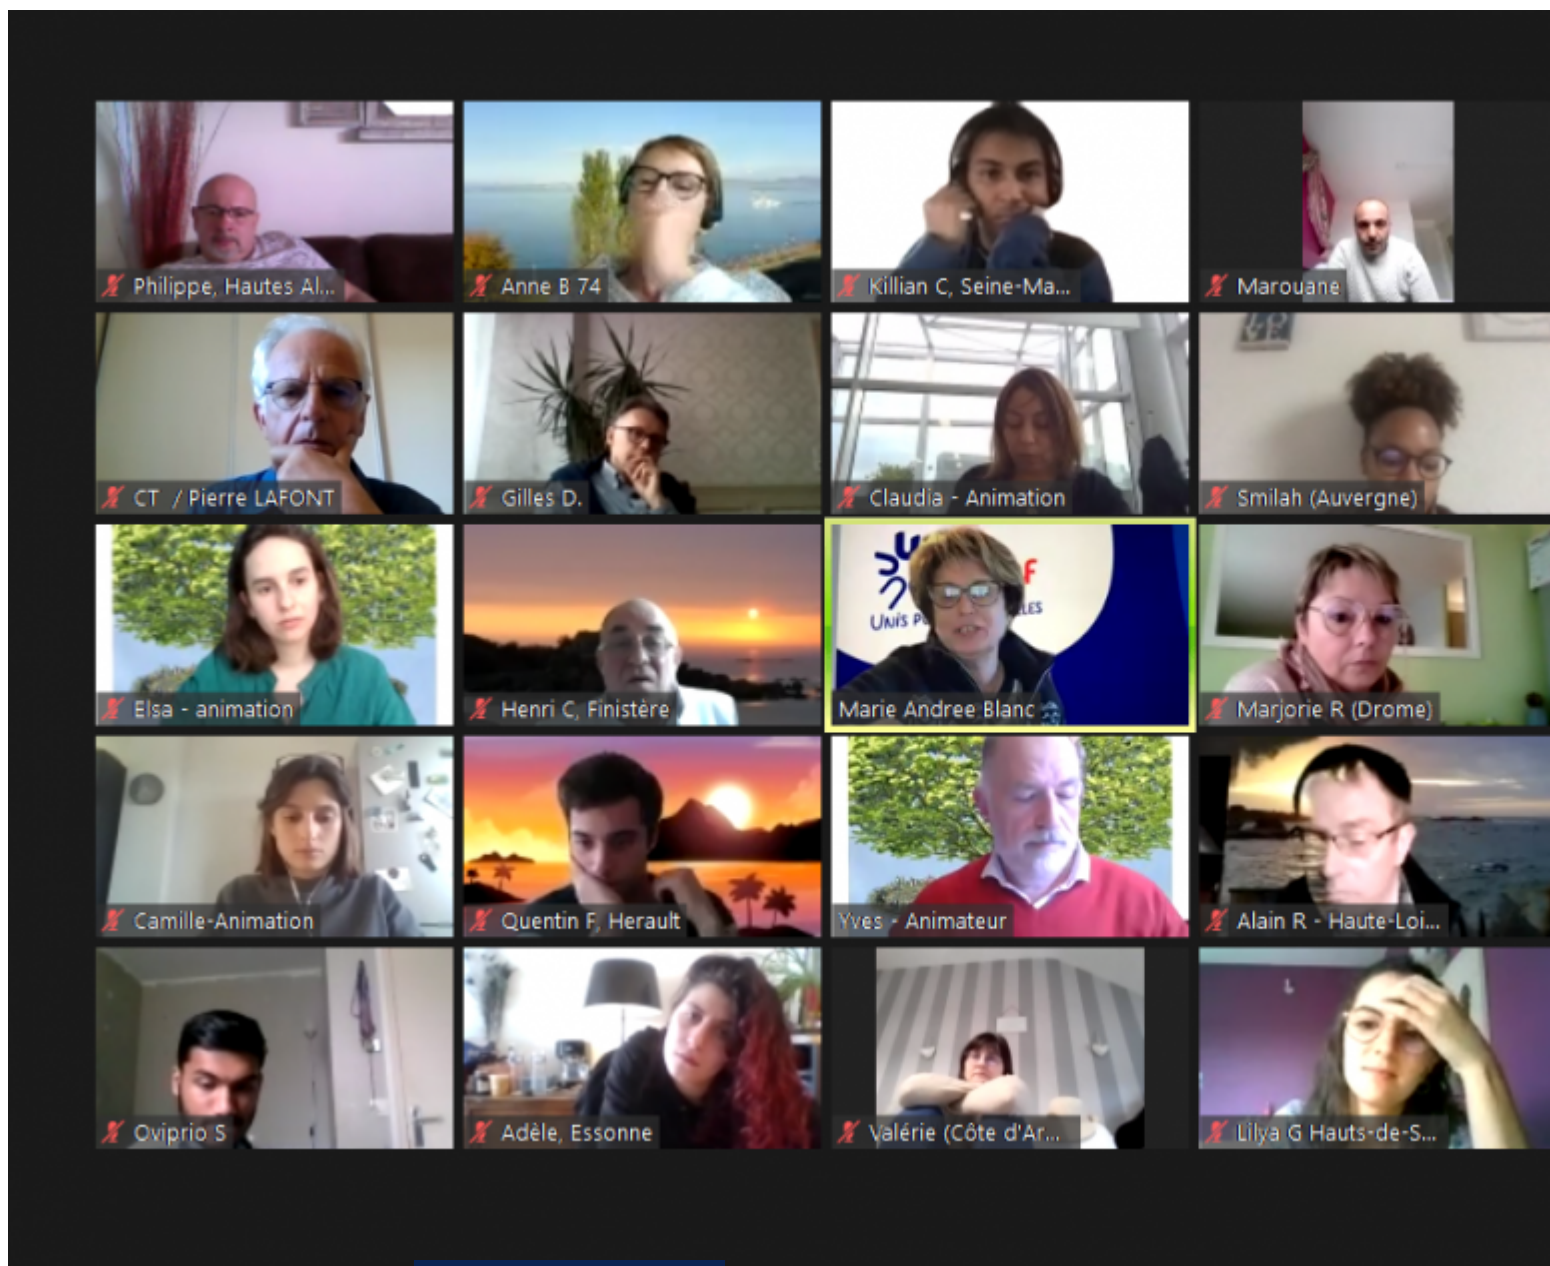 Philippe, Hautes Al...
Anne B 74
Killian C, Seine-Ma...
Marouane
CT / Pierre LAFONT
Gilles D.
Claudia - Animation
Smilah (Auvergne)
UNIS P
LLES
Elsa - animation
Henri C, Finistère
Marie Andree Blanc
Marjorie R (Drome)
Camille-Animation
Quentin F, Herault
Yves - Animateur
Alain R - Haute-Loi...
Oviprio S
Adèle, Essonne
Valérie (Côte d'Ar...
Lilya G Hauts-de-S...